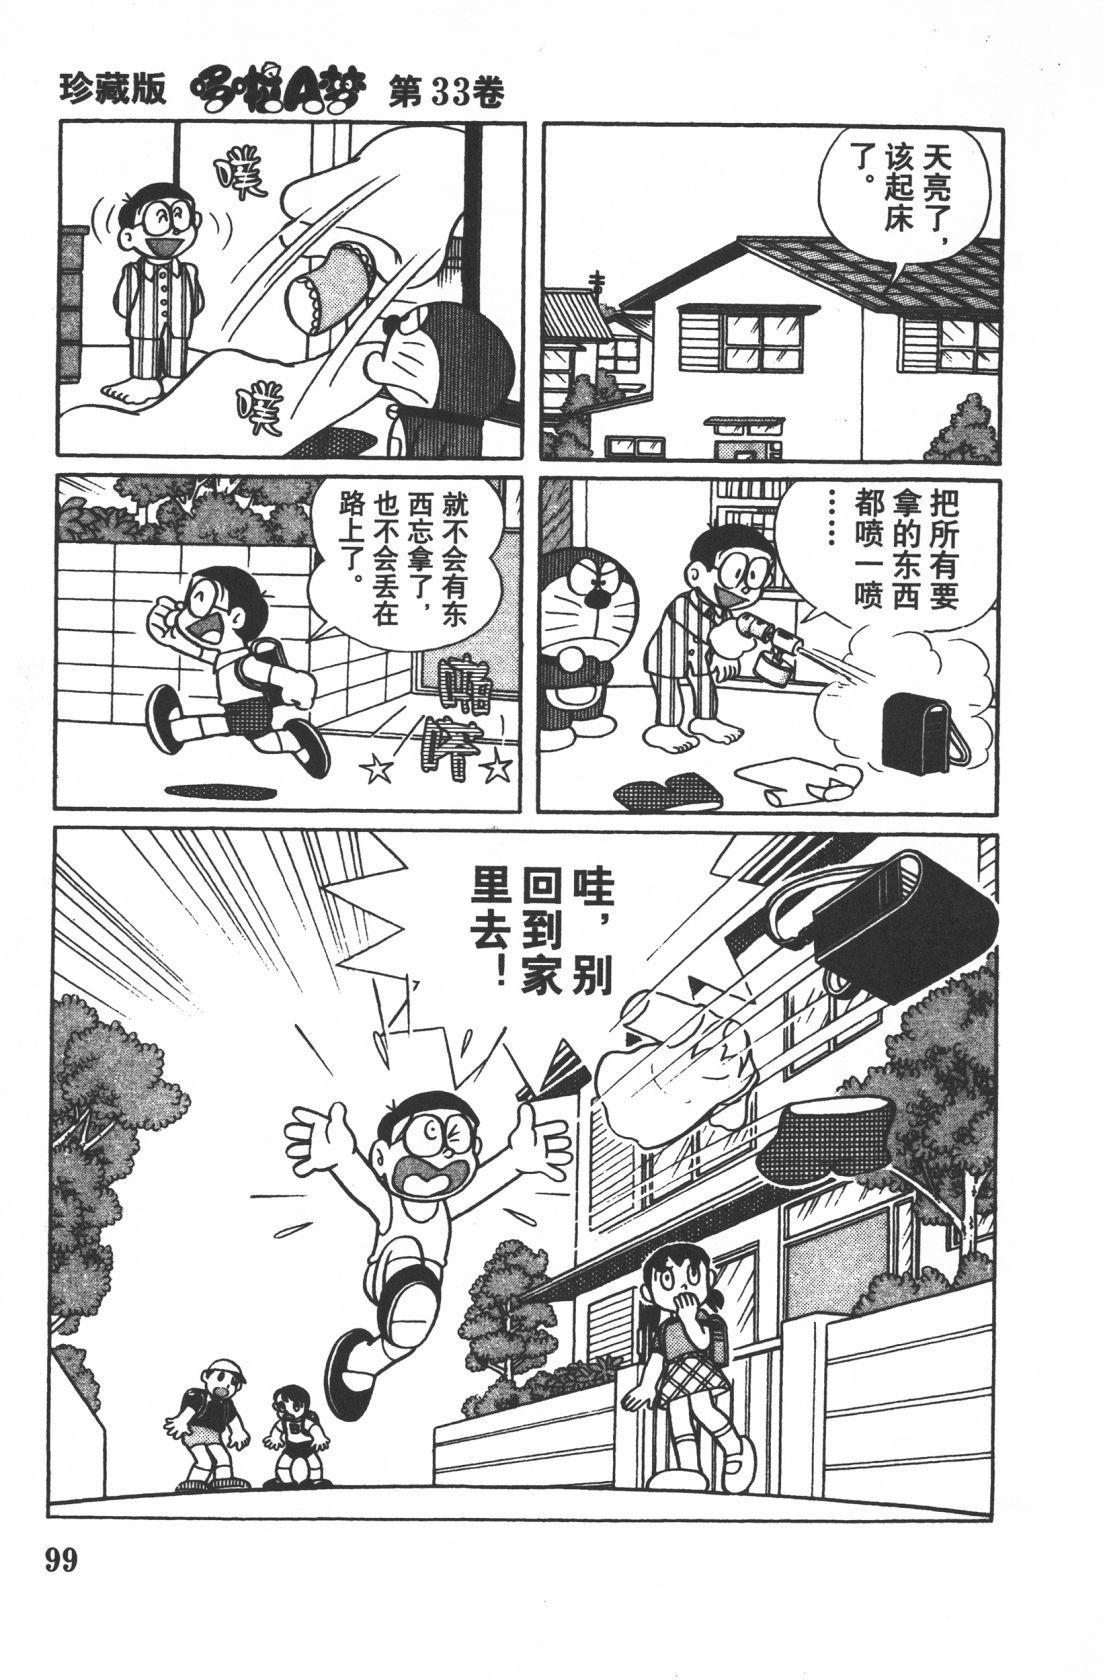 珍藏版 哆啦A梦 第33卷
天亮了，
该起床
了。
噗
噗
把所有要
拿的东西
都喷一喷
……
就不会有东
西忘拿了，
也不会丢在
路上了。
哇，别
回到家
里去！
99